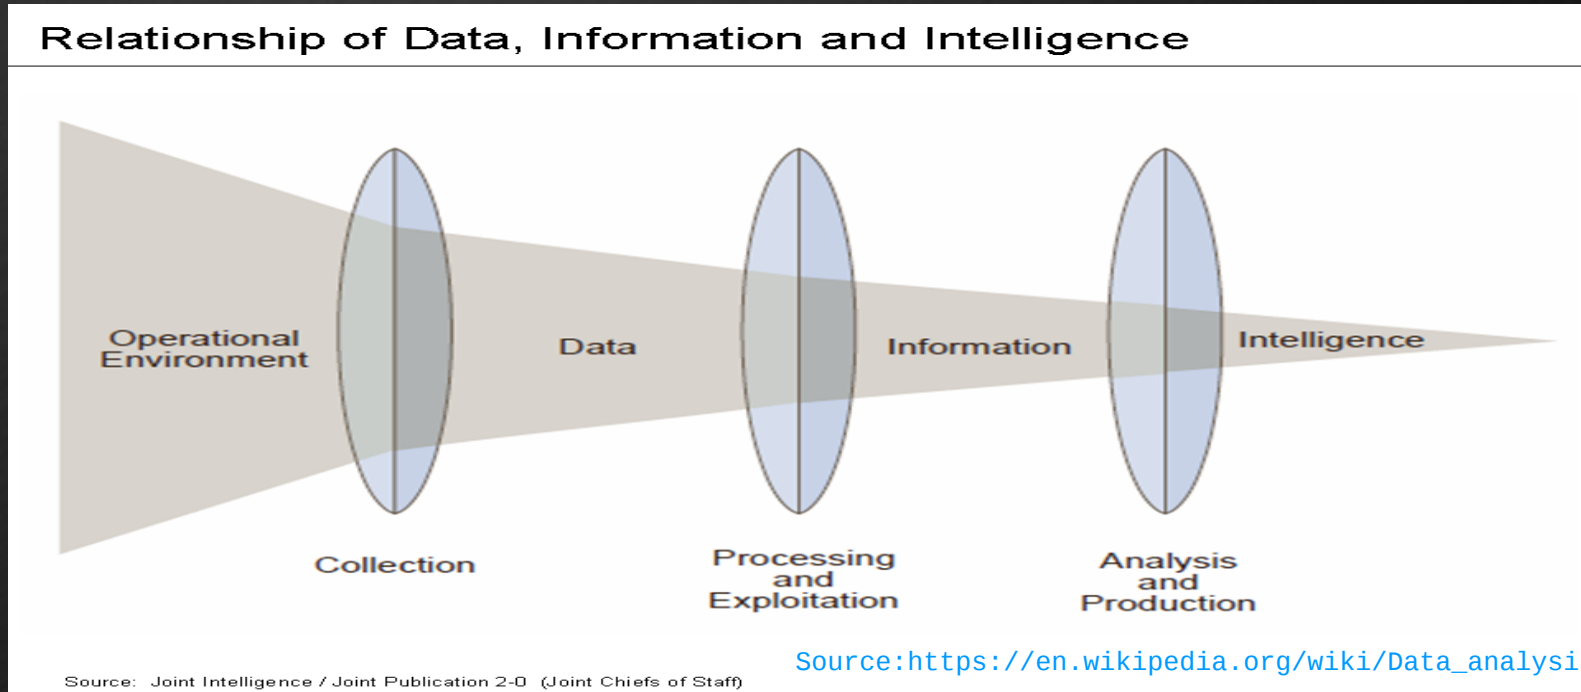 Relationship of Data, Information and Intelligence
Operational
Environment
Data
Information
Intelligence
Collection
Processing
and
Exploitation
Analysis
and
Production
Source:https://en.wikipedia.org/wiki/Data_analysi
Source: Joint Intelligence / Joint Publication 2-0 (Joint Chiefs of Staff)